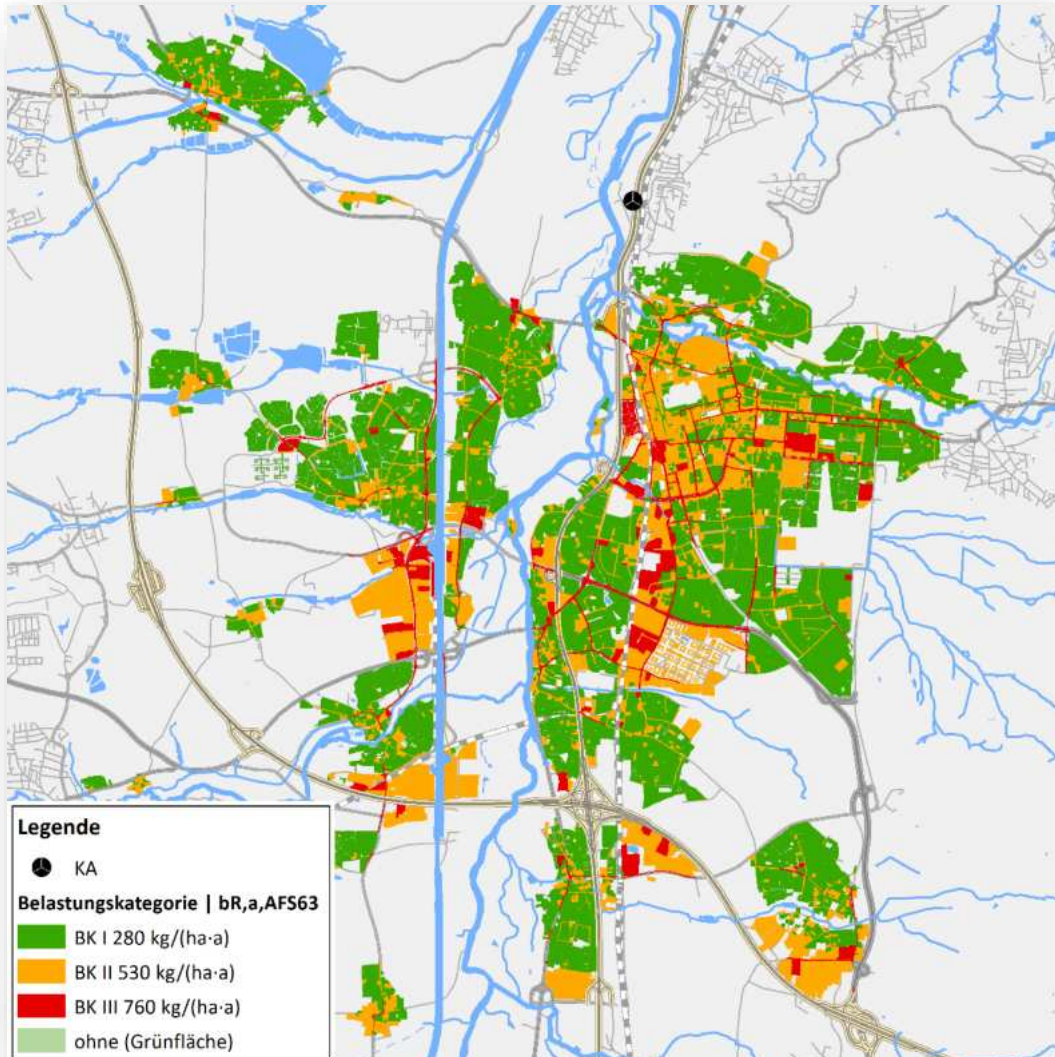 Legende
KA
Belastungskategorie | bR,a,AFS63
BK I 280 kg/(ha·a)
BK II 530 kg/(ha·a)
BK III 760 kg/(ha·a)
ohne (Grünfläche)